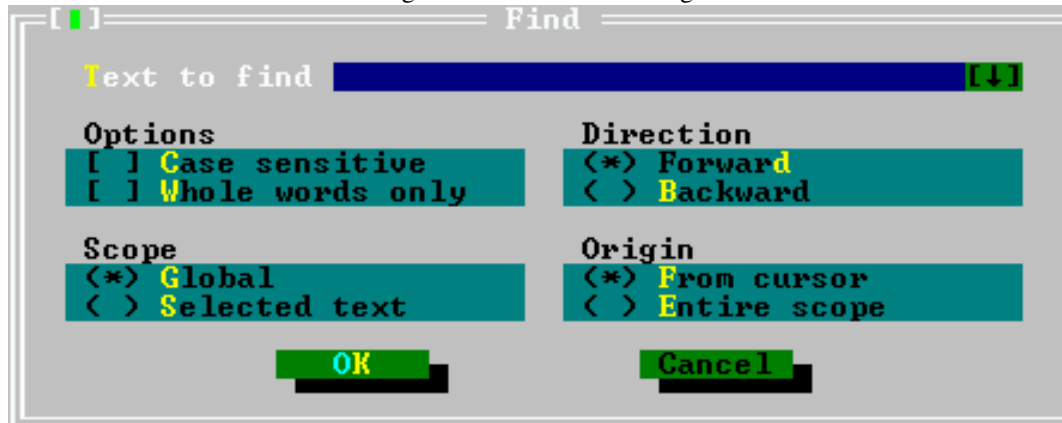 [▮] Find
Text to find [↓]
Options
[ ] Case sensitive
[ ] Whole words only
Direction
(*) Forward
( ) Backward
Scope
(*) Global
( ) Selected text
Origin
(*) From cursor
( ) Entire scope
OK Cancel